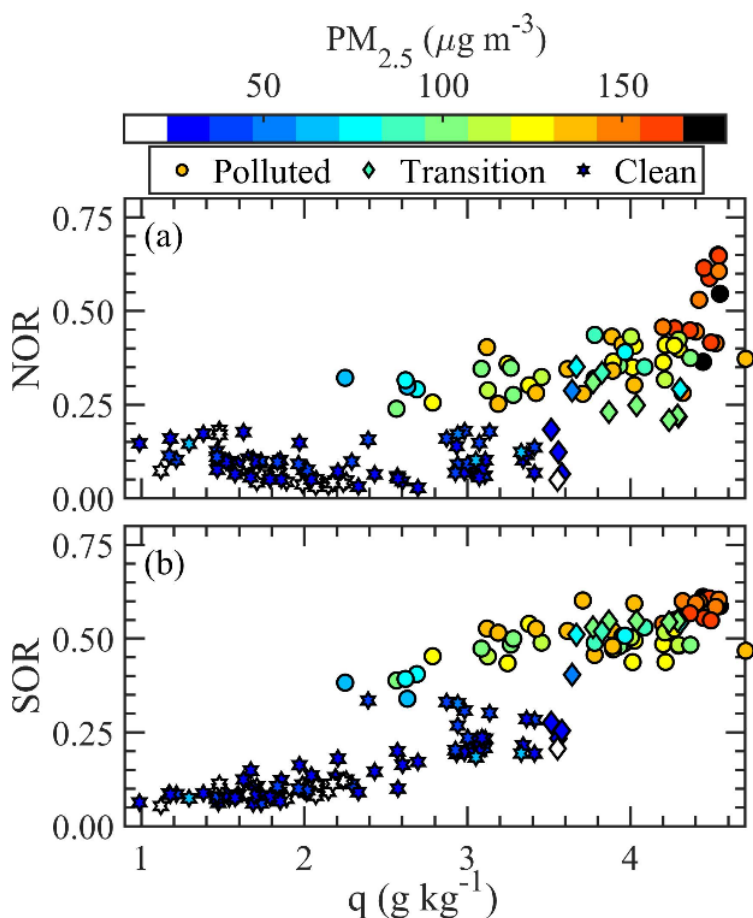 PM2.5 (μg m-3)
50 100 150
Polluted Transition Clean
(a)
0.75
0.50
0.25
0.00
NOR
(b)
0.75
0.50
0.25
0.00
SOR
1 2 3 4
q (g kg-1)